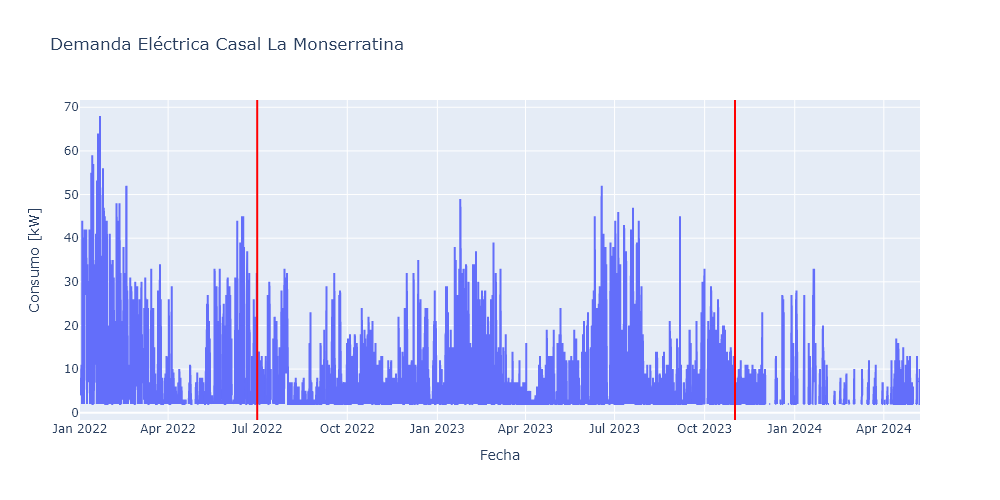 Demanda Eléctrica Casal La Monserratina
70
60
50
40
30
20
10
0
Consumo [kW]
Jan 2022 Apr 2022 Jul 2022 Oct 2022 Jan 2023 Apr 2023 Jul 2023 Oct 2023 Jan 2024 Apr 2024
Fecha